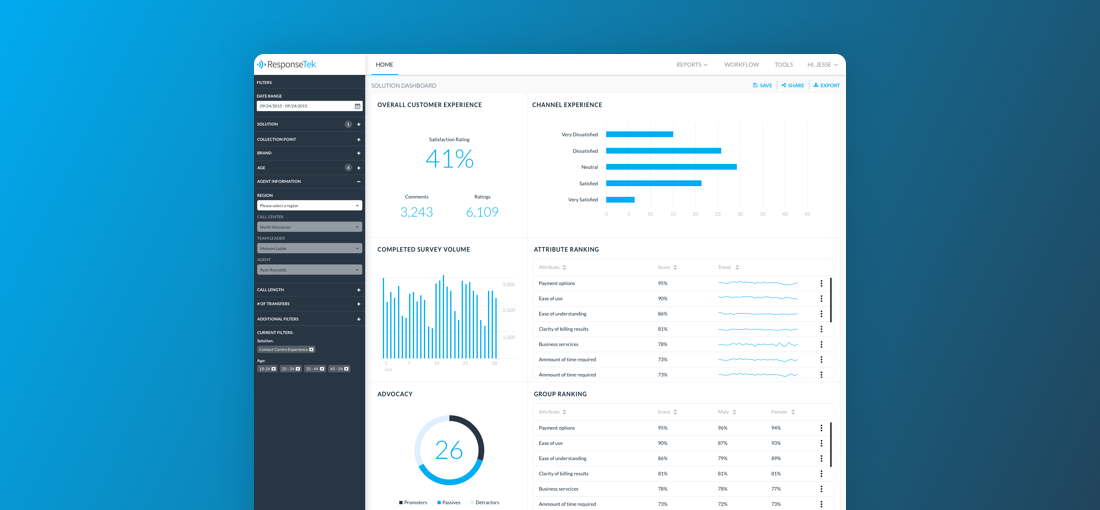 ResponseTek
HOME
REPORTS
WORKFLOW
TOOLS
HI, JESSE
FILTERS
DATE RANGE
09/24/2015 - 09/24/2015
SOLUTION 1 +
COLLECTION POINT +
BRAND +
AGE 4 +
AGENT INFORMATION −
REGION
Please select a region
CALL CENTER
North Vancouver
TEAM LEADER
AGENT
Ryan Reynolds
CALL LENGTH +
# OF TRANSFERS +
ADDITIONAL FILTERS +
CURRENT FILTERS:
Solution:
Contact Centre Experience
Age:
18-24
25 - 34
35 - 44
45 - 54
SOLUTION DASHBOARD
SAVE
SHARE
EXPORT
OVERALL CUSTOMER EXPERIENCE
Satisfaction Rating
41%
Comments
3,243
Ratings
6,109
CHANNEL EXPERIENCE
Very Dissatisfied
Dissatisfied
Neutral
Satisfied
Very Satisfied
0 5 10 15 20 25 30 35 40 45
COMPLETED SURVEY VOLUME
3,000
2,000
1,000
1 7 14 21 28
Jun
ATTRIBUTE RANKING
Attribute Score Trend
Payment options 95%
Ease of use 90%
Ease of understanding 86%
Clarity of billing results 81%
Business servcices 78%
Ammount of time required 73%
Amount of time required 73%
ADVOCACY
26
Promoters Passives Detractors
GROUP RANKING
Attribute Score Male Female
Payment options 95% 96% 94%
Ease of use 90% 87% 93%
Ease of understanding 86% 79% 89%
Clarity of billing results 81% 81% 81%
Business servcices 78% 78% 77%
Ammount of time required 73% 72% 73%